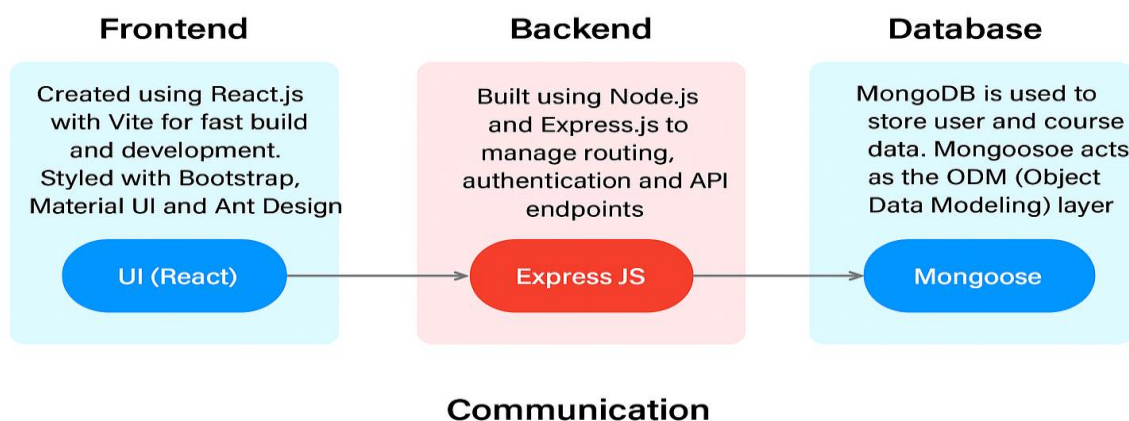 Frontend
Created using React.js
with Vite for fast build
and development.
Styled with Bootstrap,
Material UI and Ant Design
UI (React)
Backend
Built using Node.js
and Express.js to
manage routing,
authentication and API
endpoints
Express JS
Database
MongoDB is used to
store user and course
data. Mongoosoe acts
as the ODM (Object
Data Modeling) layer
Mongoose
Communication